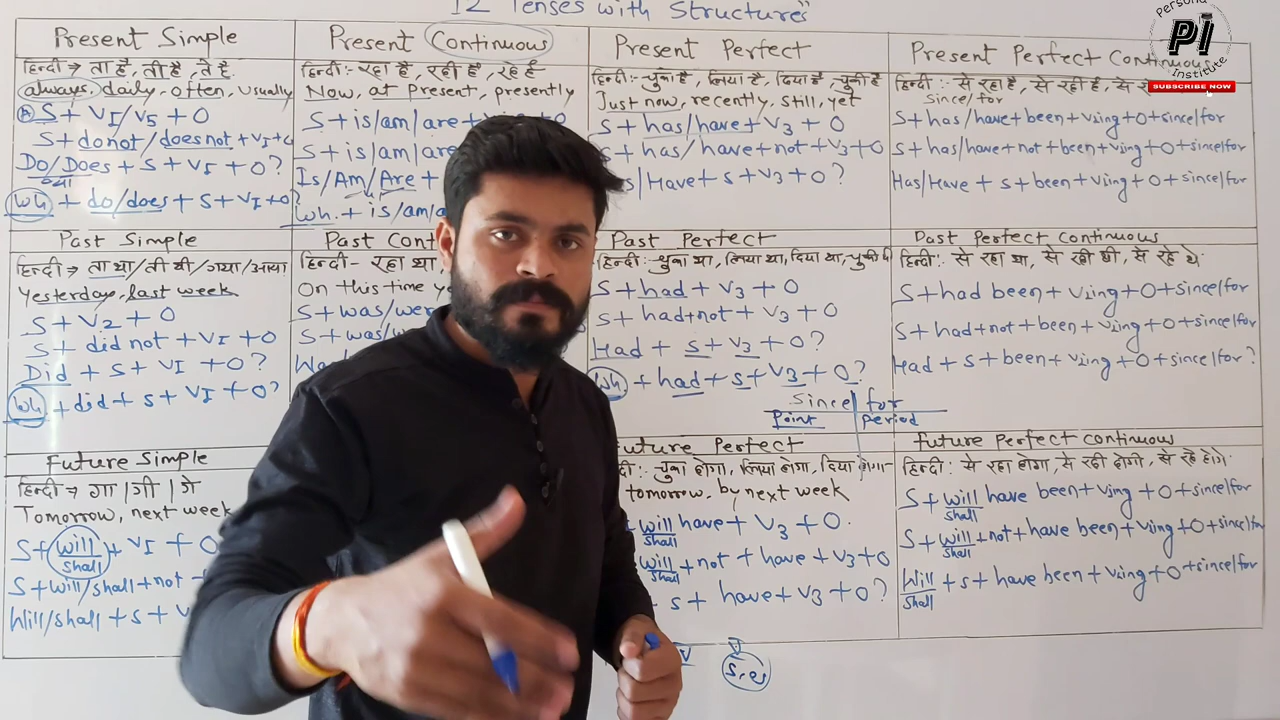 12 Tenses with Structures"
Persona
PI
Institute
SUBSCRIBE NOW
Present Simple
हिन्दी → ता है, ती है, ते है
always, daily, often, usually
Ⓐ S + V1/V5 + O
S + do not/does not + V1 +
Do/Does + S + V1 + O?
क्या
Wh + do/does + S + V1 + O?
Present Continuous
हिन्दी:- रहा है, रही है, रहे है
Now, at Present, presently
S + is/am/are +
S + is/am/are
Is/Am/Are +
Wh. + is/am/a
Present Perfect
हिन्दी:- चुका है, लिया है, दिया है, चुकी है
Just now, recently, still, yet
S + has/have + V3 + O
S + has/have + not + V3 + O
s/Have + S + V3 + O?
Present Perfect Continuous
हिन्दी:- से रहा है, से रही है, से
since/for
S + has/have + been + Ving + O + since/for
S + has/have + not + been + Ving + O + since/for
Has/Have + S + been + Ving + O + since/for
Past Simple
हिन्दी → ता था/ती थी/गया/आया
Yesterday, last week
S + V2 + O
S + did not + V1 + O
Did + S + V1 + O?
Wh + did + S + V1 + O?
Past Cont
हिन्दी- रहा था,
On this time y
S + was/wer
S + was/w
Past Perfect
हिन्दी:- चुका था, लिया था, दिया था, चुकी थी
S + had + V3 + O
S + had + not + V3 + O
Had + S + V3 + O?
Wh + had + S + V3 + O?
Since | for
Point | Period
Past Perfect Continuous
हिन्दी:- से रहा था, से रही थी, से रहे थे
S + had been + Ving + O + since/for
S + had + not + been + Ving + O + since/for
Had + S + been + Ving + O + since/for?
Future Simple
हिन्दी → गा | गी | गे
Tomorrow, next week
S + will + V1 + O
shall
S + will/shall + not
Will/shall + S + V
Future Perfect
दी: चुका होगा, लिया होगा, दिया होगा
tomorrow, by next week
will have + V3 + O.
shall
will + not + have + V3 + O
shall
S + have + V3 + O?
V
s, es
future Perfect Continuous
हिन्दी: से रहा होगा, से रही होगी, से रहे होंगे
S + will have been + Ving + O + since/for
shall
S + will + not + have been + Ving + O + since/for
shall
Will + S + have been + Ving + O + since/for
shall